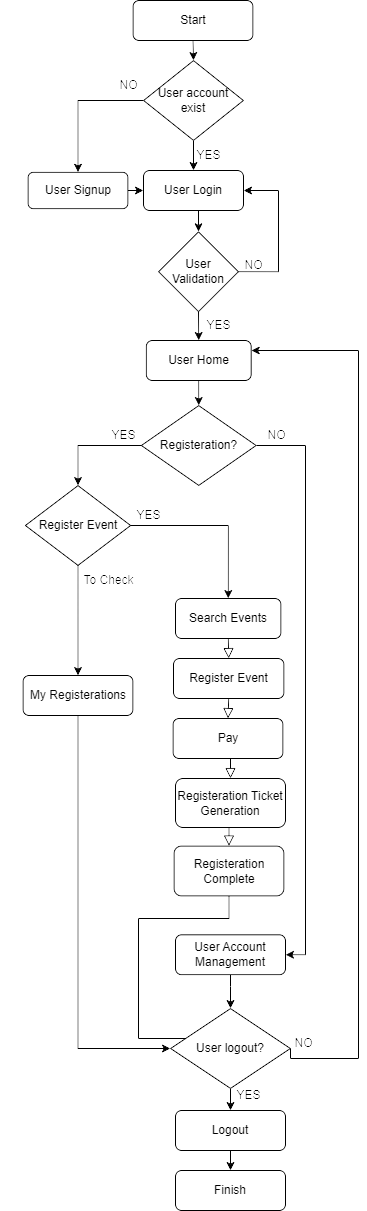 Start
NO
User account
exist
YES
User Signup
User Login
User
Validation
NO
YES
User Home
YES
Registeration?
NO
Register Event
YES
To Check
Search Events
Register Event
My Registerations
Pay
Registeration Ticket
Generation
Registeration
Complete
User Account
Management
User logout?
NO
YES
Logout
Finish